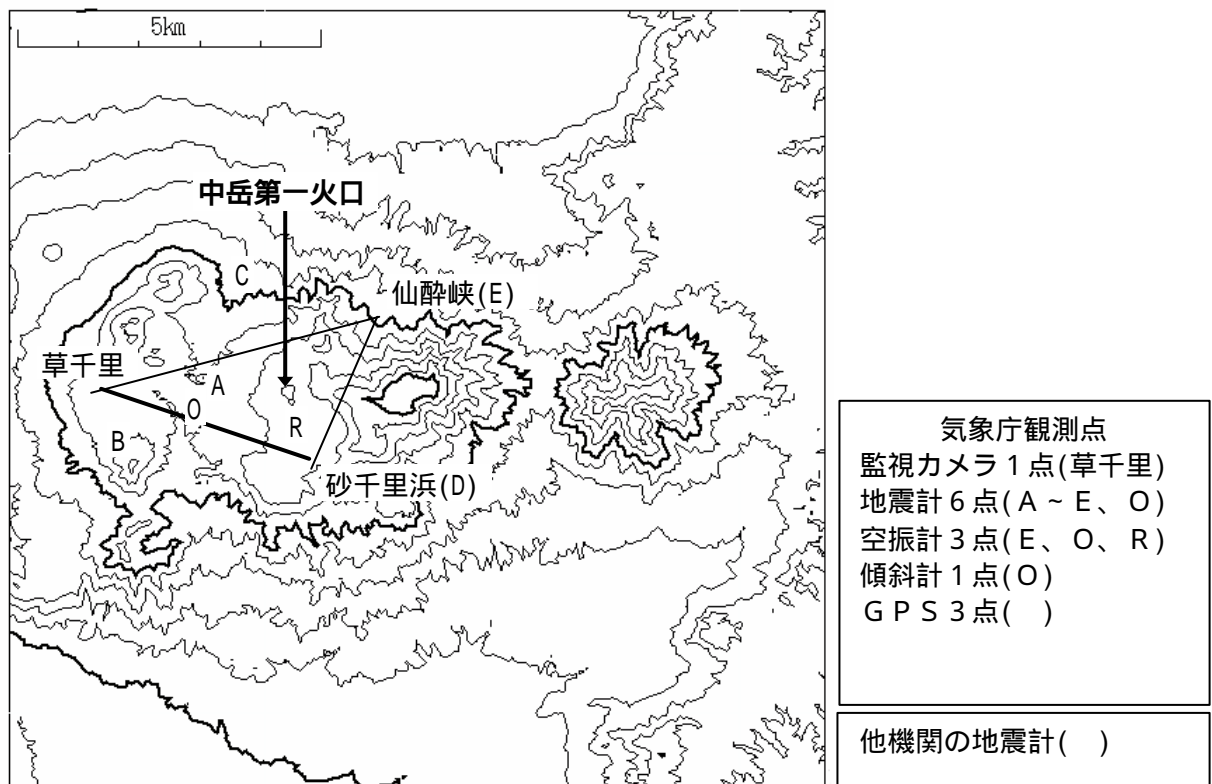 5km
中岳第一火口
C
仙酔峡(E)
草千里
A
O
R
B
砂千里浜(D)
気象庁観測点
監視カメラ1点(草千里)
地震計6点(A~E、O)
空振計3点(E、O、R)
傾斜計1点(O)
GPS3点( )
他機関の地震計( )